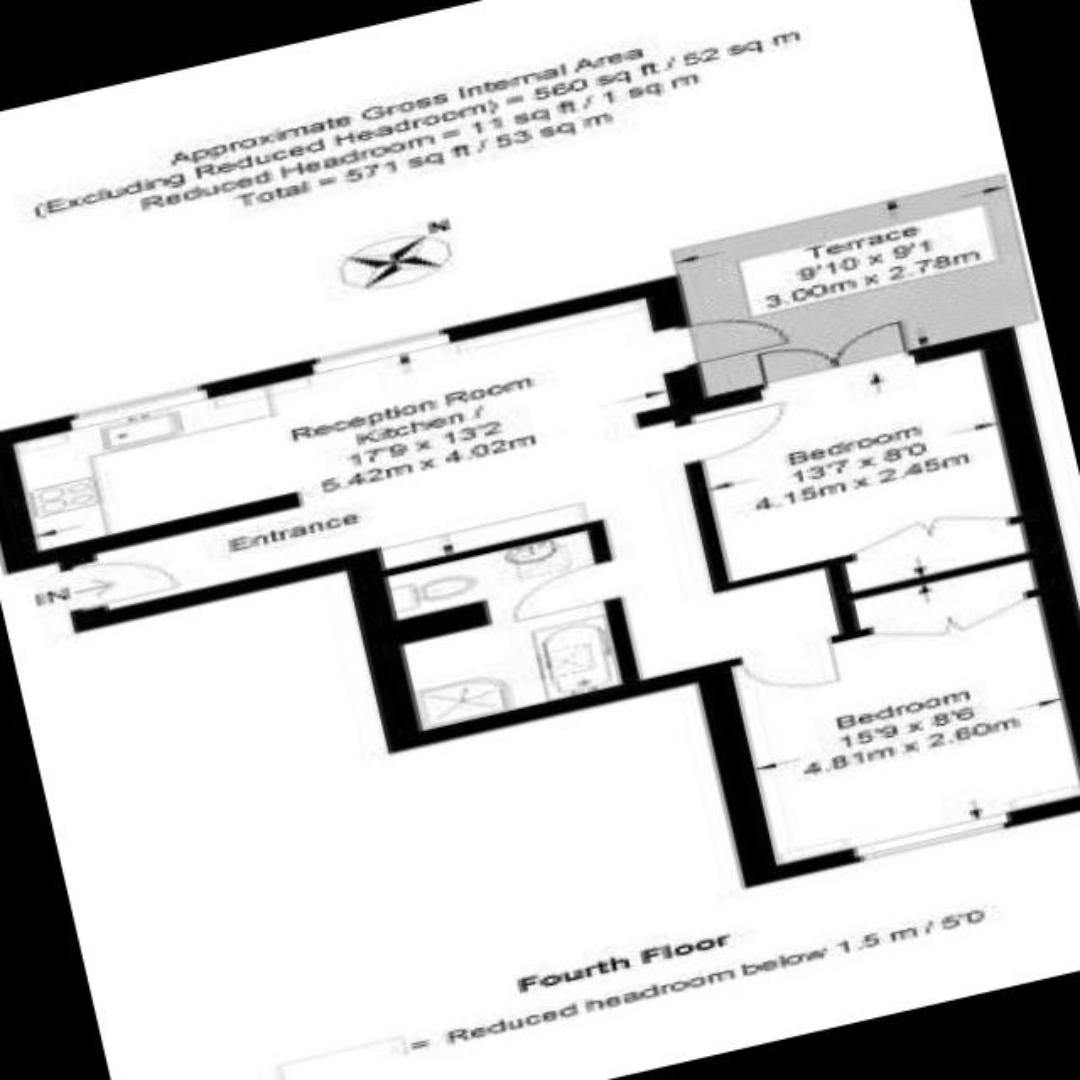 Approximate Gross Internal Area
(Excluding Reduced Headroom) = 560 sq ft / 52 sq m
Reduced Headroom = 11 sq ft / 1 sq m
Total = 571 sq ft / 53 sq m
N
Terrace
9'10 x 9'1
3.00m x 2.78m
Reception Room
Kitchen /
17'9 x 13'2
5.42m x 4.02m
Bedroom
13'7 x 8'0
4.15m x 2.45m
Entrance
IN
Bedroom
15'9 x 8'6
4.81m x 2.60m
Fourth Floor
= Reduced headroom below 1.5 m / 5'0